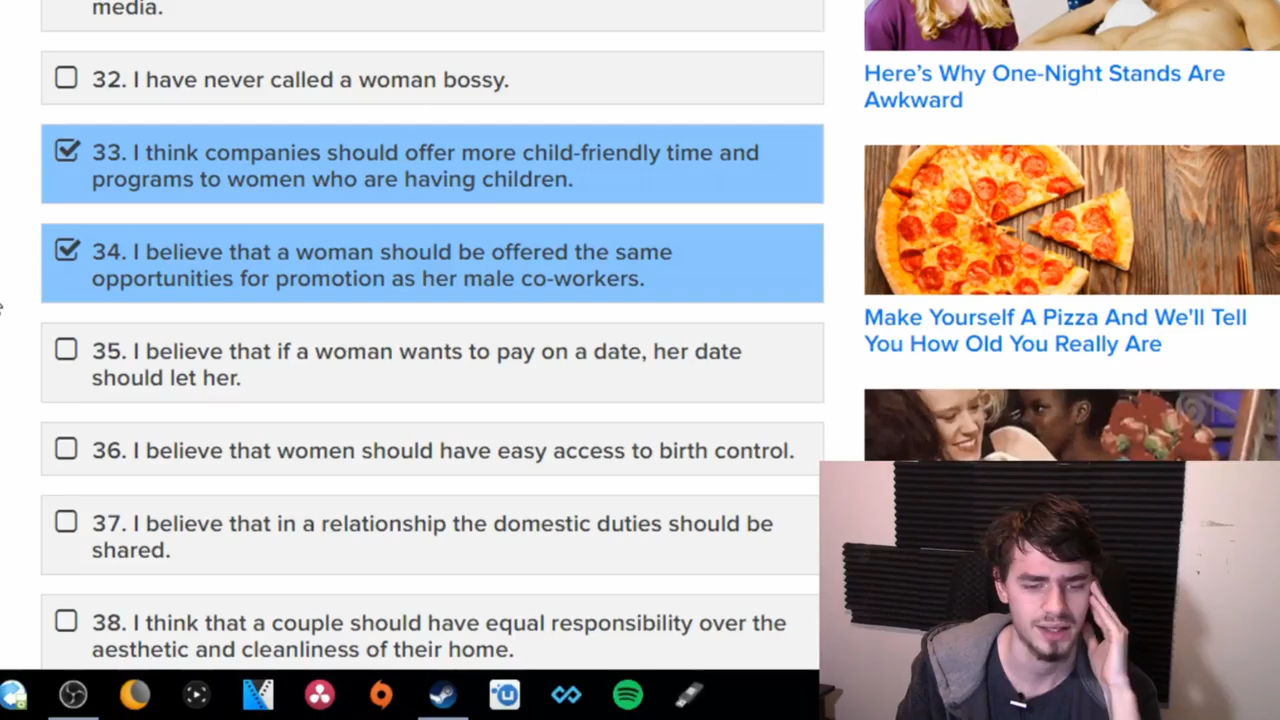 media.
32. I have never called a woman bossy.
33. I think companies should offer more child-friendly time and
programs to women who are having children.
34. I believe that a woman should be offered the same
opportunities for promotion as her male co-workers.
35. I believe that if a woman wants to pay on a date, her date
should let her.
36. I believe that women should have easy access to birth control.
37. I believe that in a relationship the domestic duties should be
shared.
38. I think that a couple should have equal responsibility over the
aesthetic and cleanliness of their home.
Here’s Why One-Night Stands Are
Awkward
Make Yourself A Pizza And We'll Tell
You How Old You Really Are